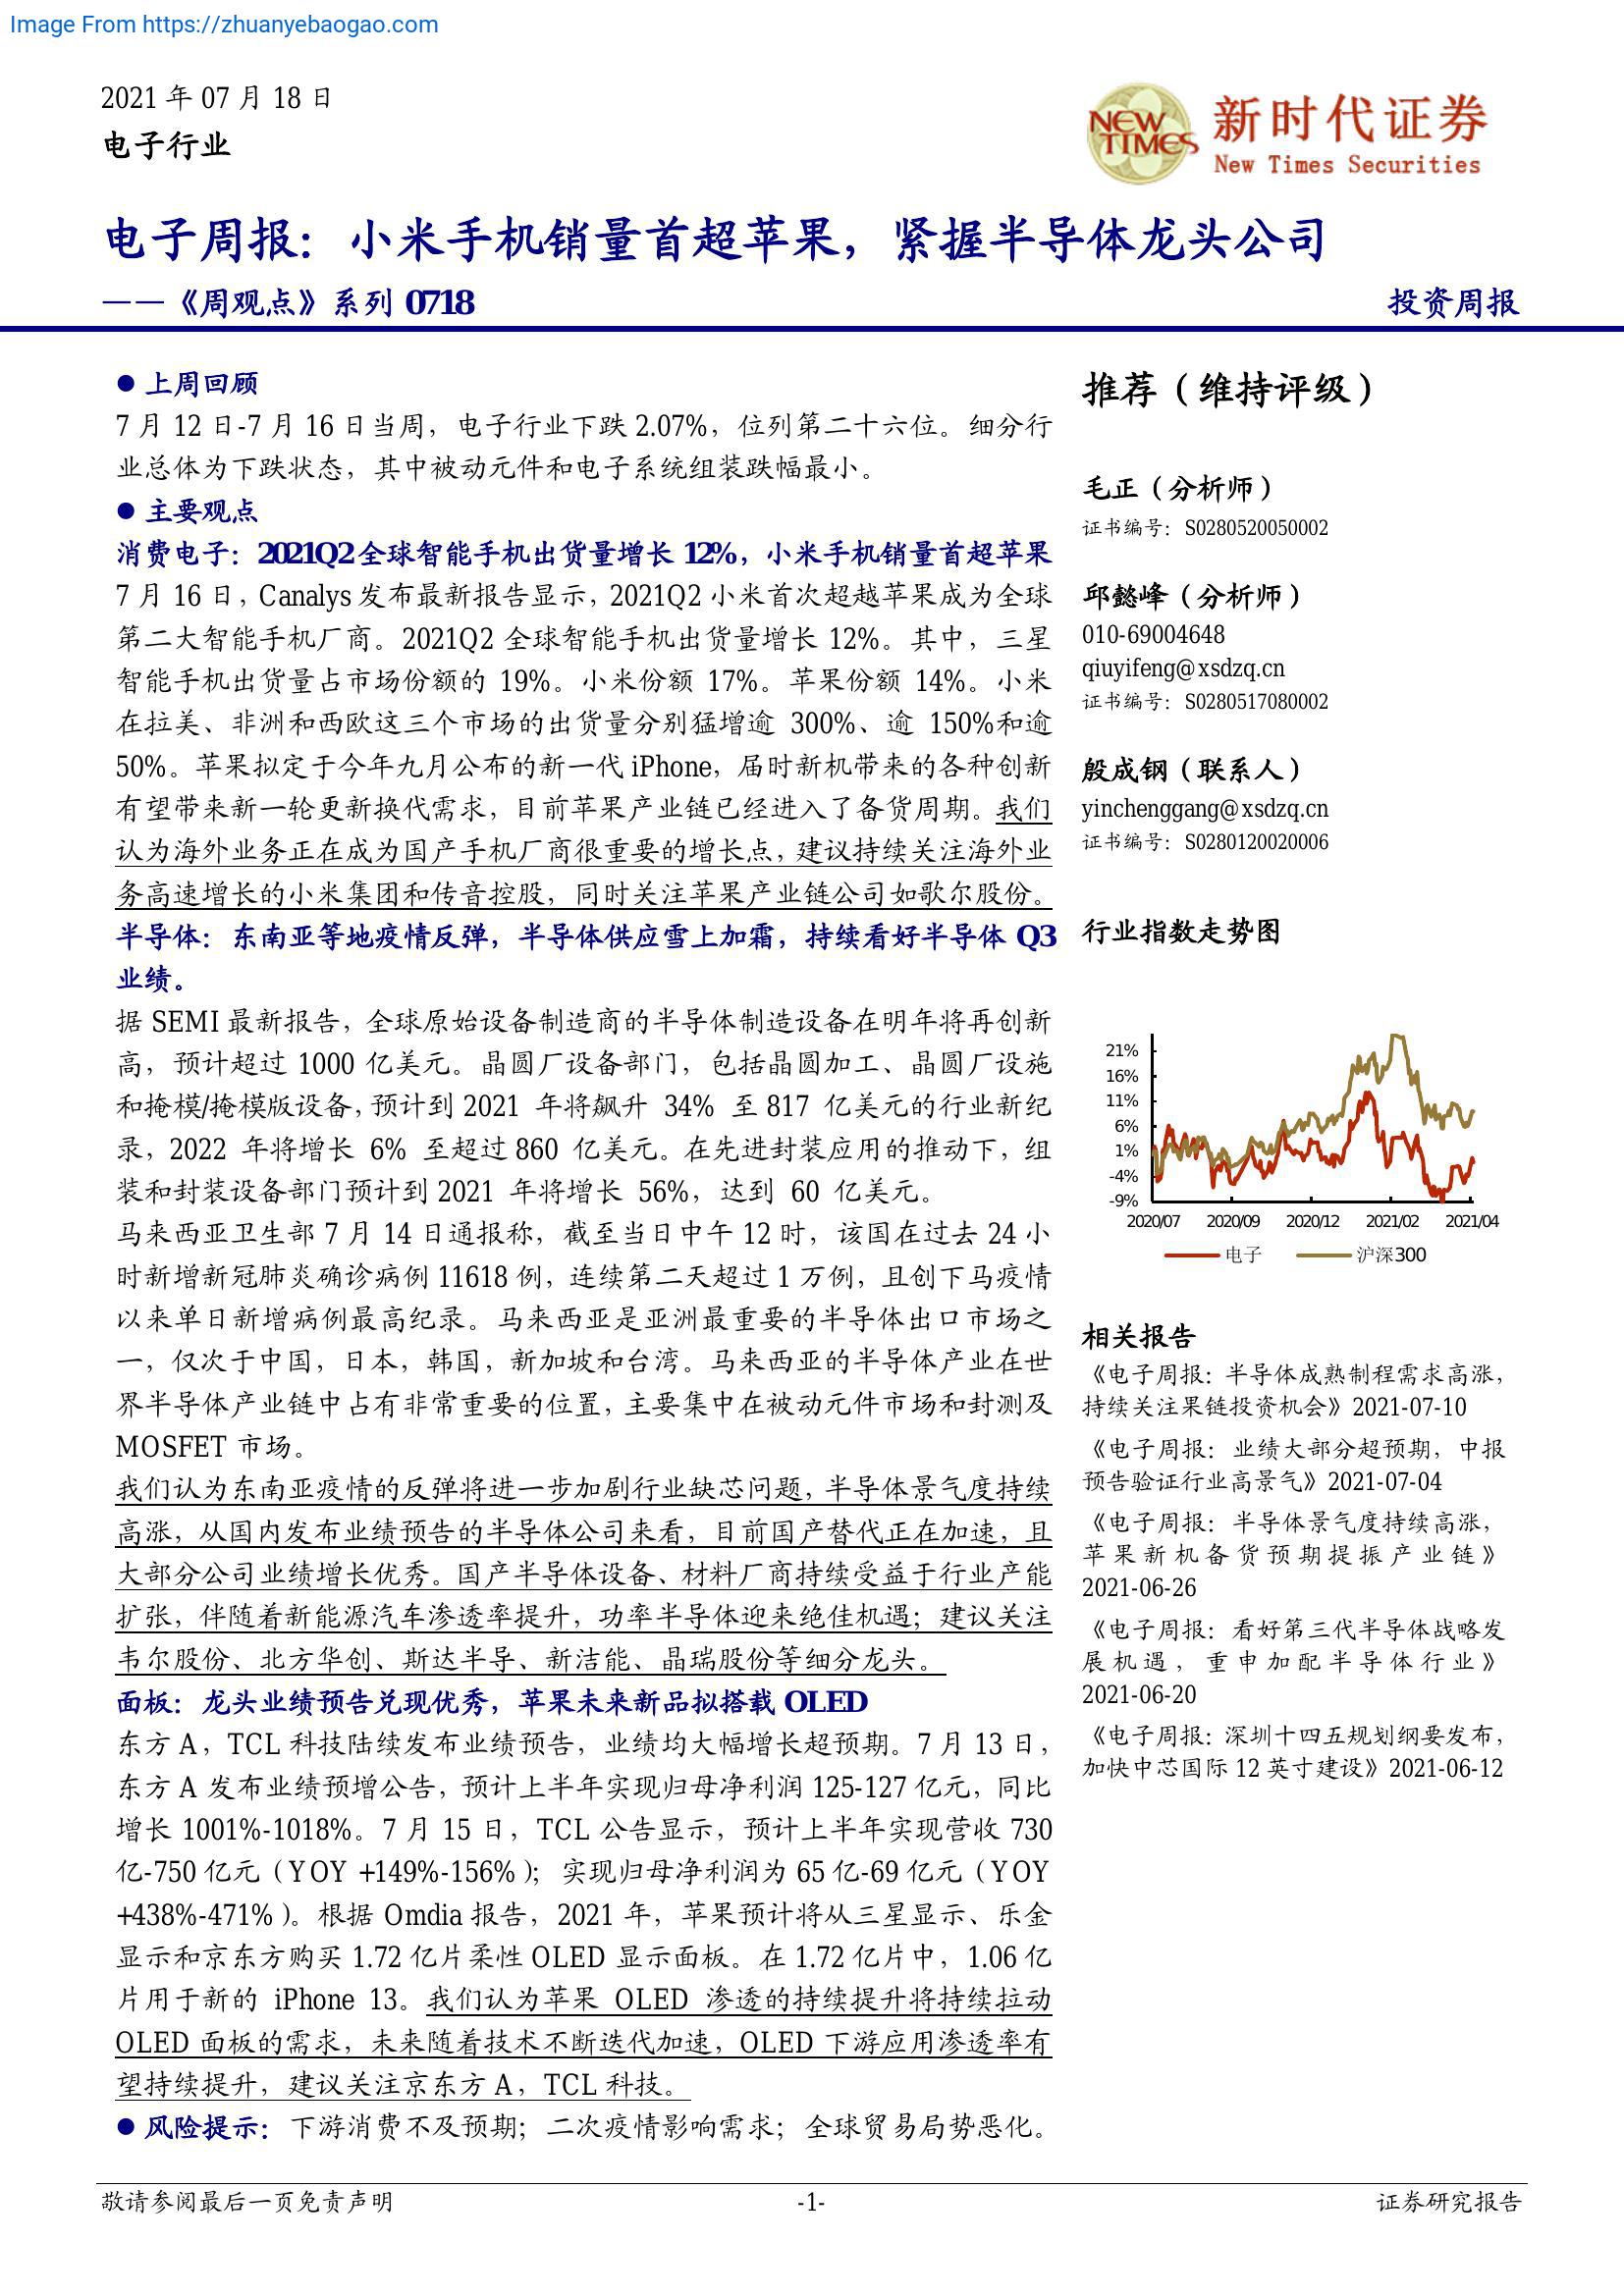 Image From https://zhuanyebaogao.com
2021 年 07 月 18 日
电子行业
NEW TIMES
新时代证券
New Times Securities
电子周报：小米手机销量首超苹果，紧握半导体龙头公司
——《周观点》系列 0718
投资周报
● 上周回顾
7 月 12 日-7 月 16 日当周，电子行业下跌 2.07%，位列第二十六位。细分行
业总体为下跌状态，其中被动元件和电子系统组装跌幅最小。
● 主要观点
消费电子：2021Q2 全球智能手机出货量增长 12%，小米手机销量首超苹果
7 月 16 日，Canalys 发布最新报告显示，2021Q2 小米首次超越苹果成为全球
第二大智能手机厂商。2021Q2 全球智能手机出货量增长 12%。其中，三星
智能手机出货量占市场份额的 19%。小米份额 17%。苹果份额 14%。小米
在拉美、非洲和西欧这三个市场的出货量分别猛增逾 300%、逾 150%和逾
50%。苹果拟定于今年九月公布的新一代 iPhone，届时新机带来的各种创新
有望带来新一轮更新换代需求，目前苹果产业链已经进入了备货周期。我们
认为海外业务正在成为国产手机厂商很重要的增长点，建议持续关注海外业
务高速增长的小米集团和传音控股，同时关注苹果产业链公司如歌尔股份。
半导体：东南亚等地疫情反弹，半导体供应雪上加霜，持续看好半导体 Q3
业绩。
据 SEMI 最新报告，全球原始设备制造商的半导体制造设备在明年将再创新
高，预计超过 1000 亿美元。晶圆厂设备部门，包括晶圆加工、晶圆厂设施
和掩模/掩模版设备，预计到 2021 年将飙升 34% 至 817 亿美元的行业新纪
录，2022 年将增长 6% 至超过 860 亿美元。在先进封装应用的推动下，组
装和封装设备部门预计到 2021 年将增长 56%，达到 60 亿美元。
马来西亚卫生部 7 月 14 日通报称，截至当日中午 12 时，该国在过去 24 小
时新增新冠肺炎确诊病例 11618 例，连续第二天超过 1 万例，且创下马疫情
以来单日新增病例最高纪录。马来西亚是亚洲最重要的半导体出口市场之
一，仅次于中国，日本，韩国，新加坡和台湾。马来西亚的半导体产业在世
界半导体产业链中占有非常重要的位置，主要集中在被动元件市场和封测及
MOSFET 市场。
我们认为东南亚疫情的反弹将进一步加剧行业缺芯问题，半导体景气度持续
高涨，从国内发布业绩预告的半导体公司来看，目前国产替代正在加速，且
大部分公司业绩增长优秀。国产半导体设备、材料厂商持续受益于行业产能
扩张，伴随着新能源汽车渗透率提升，功率半导体迎来绝佳机遇；建议关注
韦尔股份、北方华创、斯达半导、新洁能、晶瑞股份等细分龙头。
面板：龙头业绩预告兑现优秀，苹果未来新品拟搭载 OLED
东方 A，TCL 科技陆续发布业绩预告，业绩均大幅增长超预期。7 月 13 日，
东方 A 发布业绩预增公告，预计上半年实现归母净利润 125-127 亿元，同比
增长 1001%-1018%。7 月 15 日，TCL 公告显示，预计上半年实现营收 730
亿-750 亿元（YOY +149%-156%）；实现归母净利润为 65 亿-69 亿元（YOY
+438%-471%）。根据 Omdia 报告，2021 年，苹果预计将从三星显示、乐金
显示和京东方购买 1.72 亿片柔性 OLED 显示面板。在 1.72 亿片中，1.06 亿
片用于新的 iPhone 13。我们认为苹果 OLED 渗透的持续提升将持续拉动
OLED 面板的需求，未来随着技术不断迭代加速，OLED 下游应用渗透率有
望持续提升，建议关注京东方 A，TCL 科技。
● 风险提示：下游消费不及预期；二次疫情影响需求；全球贸易局势恶化。
推荐（维持评级）
毛正（分析师）
证书编号：S0280520050002
邱懿峰（分析师）
010-69004648
qiuyifeng@xsdzq.cn
证书编号：S0280517080002
殷成钢（联系人）
yinchenggang@xsdzq.cn
证书编号：S0280120020006
行业指数走势图
21%
16%
11%
6%
1%
-4%
-9%
2020/07 2020/09 2020/12 2021/02 2021/04
电子 沪深300
相关报告
《电子周报：半导体成熟制程需求高涨，
持续关注果链投资机会》2021-07-10
《电子周报：业绩大部分超预期，中报
预告验证行业高景气》2021-07-04
《电子周报：半导体景气度持续高涨，
苹果新机备货预期提振产业链》
2021-06-26
《电子周报：看好第三代半导体战略发
展机遇，重申加配半导体行业》
2021-06-20
《电子周报：深圳十四五规划纲要发布，
加快中芯国际 12 英寸建设》2021-06-12
敬请参阅最后一页免责声明
-1-
证券研究报告